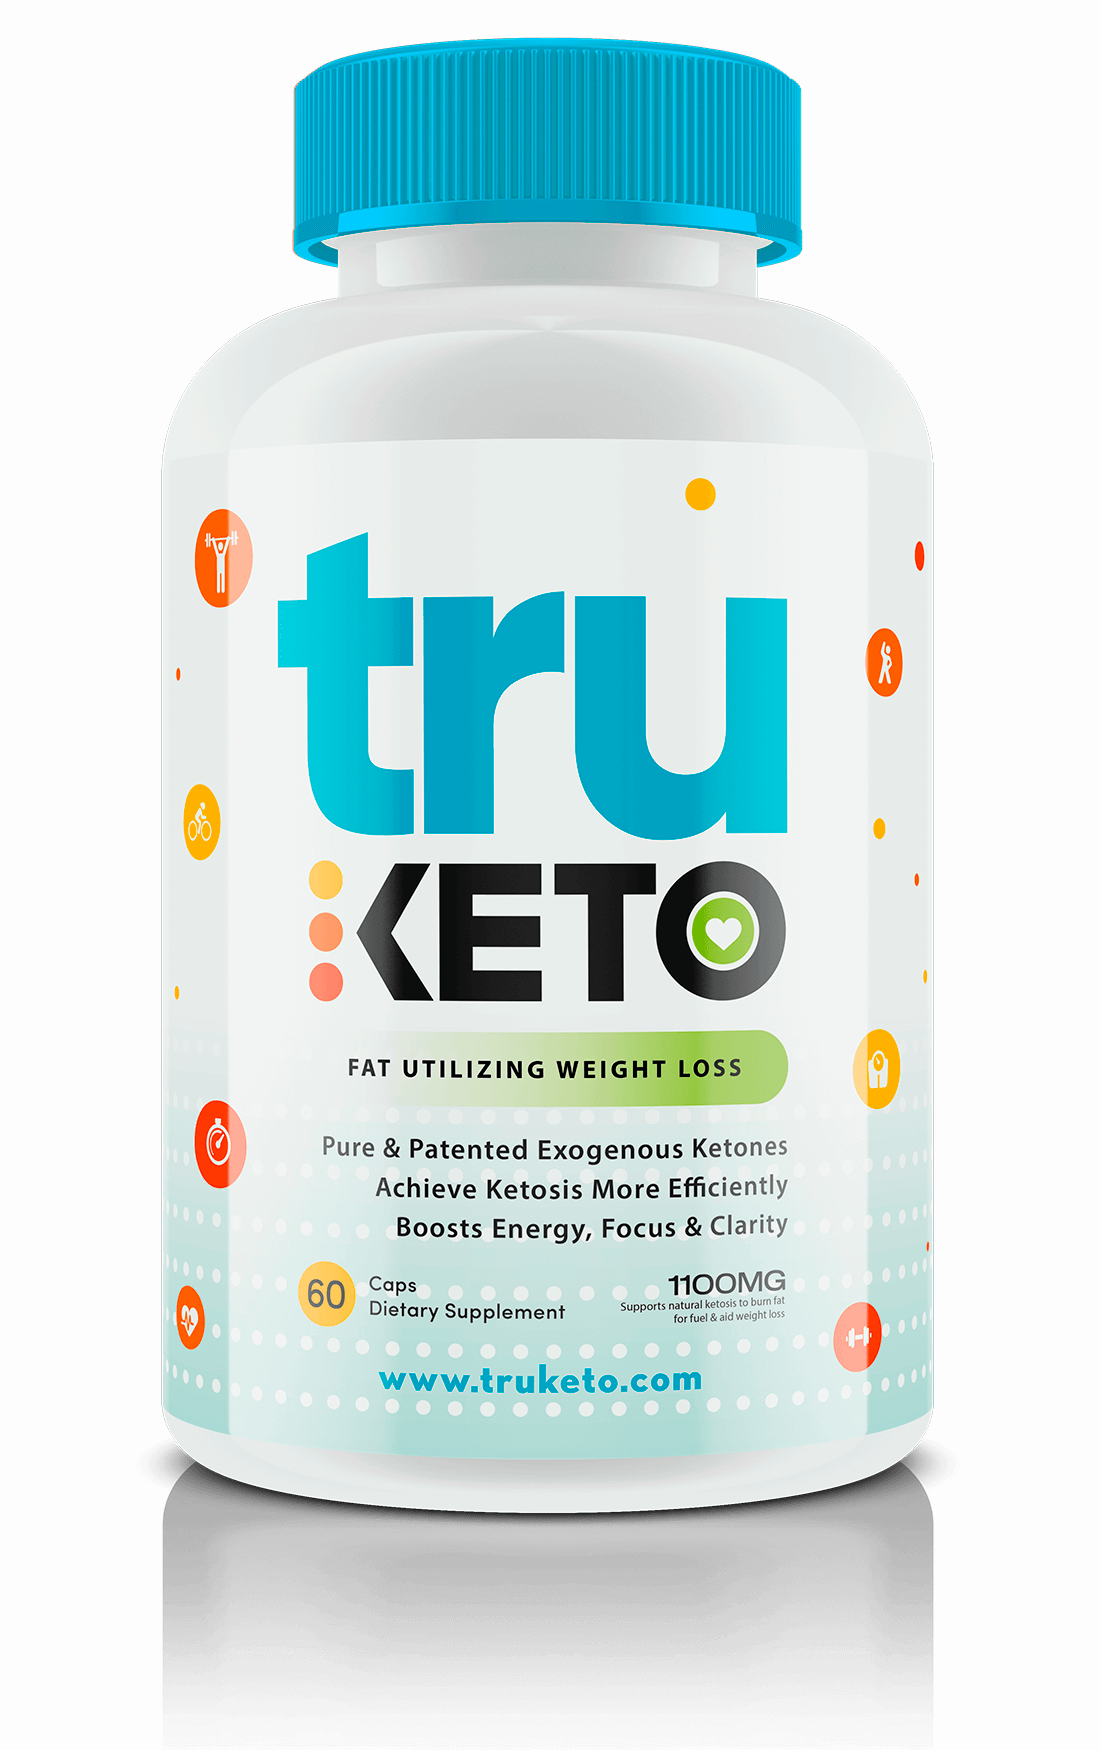 tru
KETO
FAT UTILIZING WEIGHT LOSS
Pure & Patented Exogenous Ketones
Achieve Ketosis More Efficiently
Boosts Energy, Focus & Clarity
60 Caps
Dietary Supplement
1100MG
Supports natural ketosis to burn fat
for fuel & aid weight loss
www.truketo.com